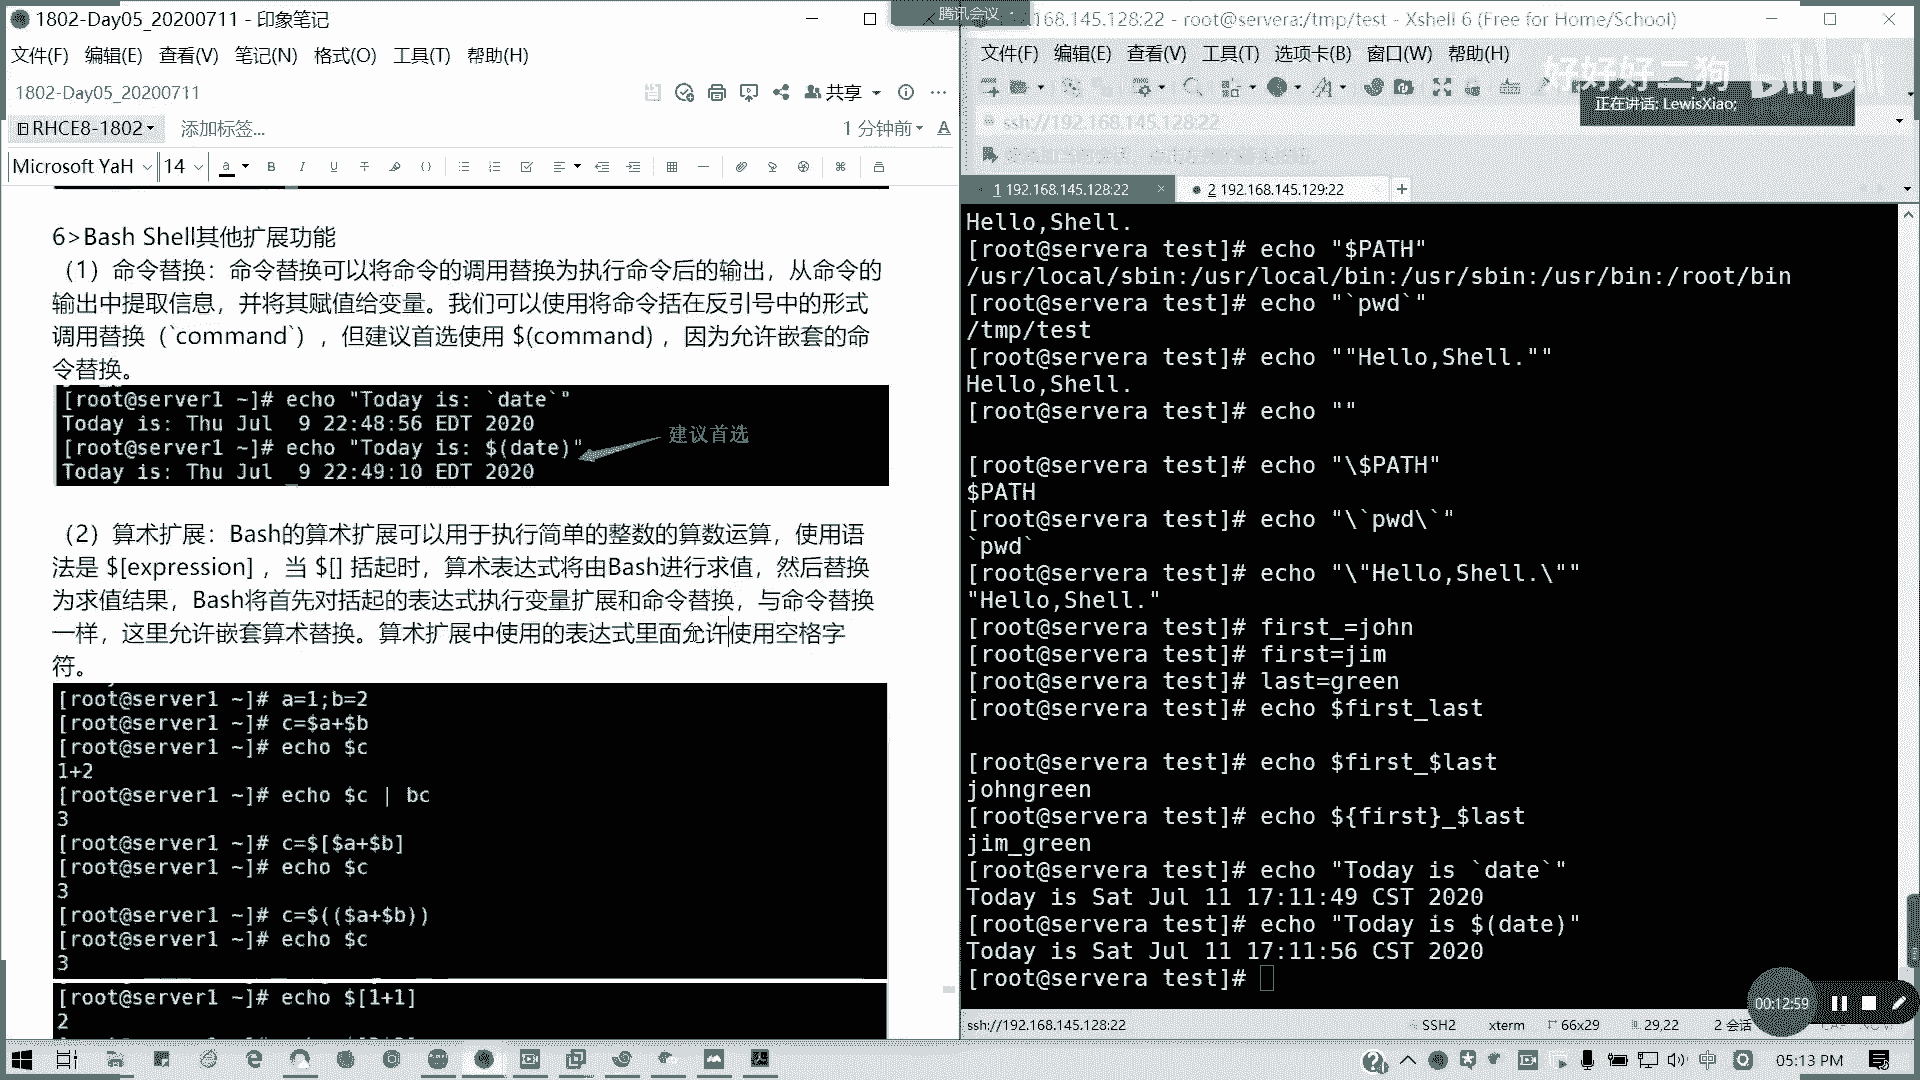 1802-Day05_20200711 - 印象笔记
文件(F) 编辑(E) 查看(V) 笔记(N) 格式(O) 工具(T) 帮助(H)
1802-Day05_20200711
共享
RHCE8-1802
添加标签...
1 分钟前
Microsoft YaH
14
6>Bash Shell其他扩展功能
（1）命令替换：命令替换可以将命令的调用替换为执行命令后的输出，从命令的
输出中提取信息，并将其赋值给变量。我们可以使用将命令括在反引号中的形式
调用替换（`command`），但建议首选使用 $(command)，因为允许嵌套的命
令替换。
[root@server1 ~]# echo "Today is: `date`"
Today is: Thu Jul  9 22:48:56 EDT 2020
[root@server1 ~]# echo "Today is: $(date)"
建议首选
Today is: Thu Jul  9 22:49:10 EDT 2020
（2）算术扩展：Bash的算术扩展可以用于执行简单的整数的算数运算，使用语
法是 $[expression]，当 $[] 括起时，算术表达式将由Bash进行求值，然后替换
为求值结果，Bash将首先对括起的表达式执行变量扩展和命令替换，与命令替换
一样，这里允许嵌套算术替换。算术扩展中使用的表达式里面允许使用空格字
符。
[root@server1 ~]# a=1;b=2
[root@server1 ~]# c=$a+$b
[root@server1 ~]# echo $c
1+2
[root@server1 ~]# echo $c | bc
3
[root@server1 ~]# c=$[$a+$b]
[root@server1 ~]# echo $c
3
[root@server1 ~]# c=$(($a+$b))
[root@server1 ~]# echo $c
3
[root@server1 ~]# echo $[1+1]
2
腾讯会议
168.145.128:22 - root@servera:/tmp/test - Xshell 6 (Free for Home/School)
文件(F) 编辑(E) 查看(V) 工具(T) 选项卡(B) 窗口(W) 帮助(H)
好好好二狗 bilibili
正在讲话: LewisXiao;
ssh://192.168.145.128:22
1 192.168.145.128:22
2 192.168.145.129:22
Hello,Shell.
[root@servera test]# echo "$PATH"
/usr/local/sbin:/usr/local/bin:/usr/sbin:/usr/bin:/root/bin
[root@servera test]# echo "`pwd`"
/tmp/test
[root@servera test]# echo ""Hello,Shell.""
Hello,Shell.
[root@servera test]# echo ""
[root@servera test]# echo "\$PATH"
$PATH
[root@servera test]# echo "\`pwd\`"
`pwd`
[root@servera test]# echo "\"Hello,Shell.\""
"Hello,Shell."
[root@servera test]# first_=john
[root@servera test]# first=jim
[root@servera test]# last=green
[root@servera test]# echo $first_last
[root@servera test]# echo $first_$last
johngreen
[root@servera test]# echo ${first}_$last
jim_green
[root@servera test]# echo "Today is `date`"
Today is Sat Jul 11 17:11:49 CST 2020
[root@servera test]# echo "Today is $(date)"
Today is Sat Jul 11 17:11:56 CST 2020
[root@servera test]#
00:12:59
ssh://192.168.145.128:22
SSH2
xterm
66x29
29,22
2 会话
中
05:13 PM